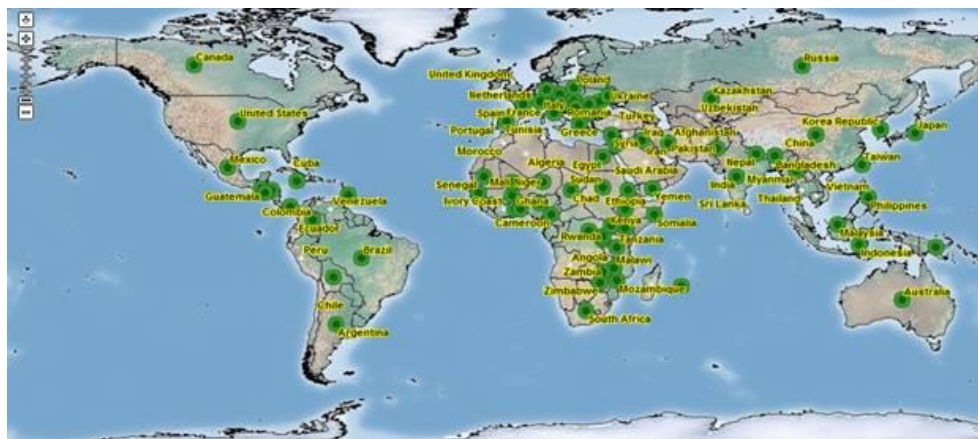 Canada
Russia
United Kingdom
Poland
Kazakhstan
Netherlands
Ukraine
Italy
Uzbekistan
United States
Spain
France
Romania
Turkey
Korea Republic
Japan
Portugal
Tunisia
Greece
Syria
Iraq
Afghanistan
China
Morocco
Iran
Pakistan
Mexico
Cuba
Algeria
Egypt
Saudi Arabia
Nepal
Bangladesh
Taiwan
Senegal
Mali
Niger
Sudan
India
Myanmar
Vietnam
Guatemala
Venezuela
Ivory Coast
Ghana
Chad
Ethiopia
Yemen
Sri Lanka
Thailand
Philippines
Colombia
Cameroon
Kenya
Somalia
Ecuador
Rwanda
Tanzania
Malaysia
Peru
Brazil
Angola
Malawi
Indonesia
Zambia
Zimbabwe
Mozambique
Australia
Chile
South Africa
Argentina